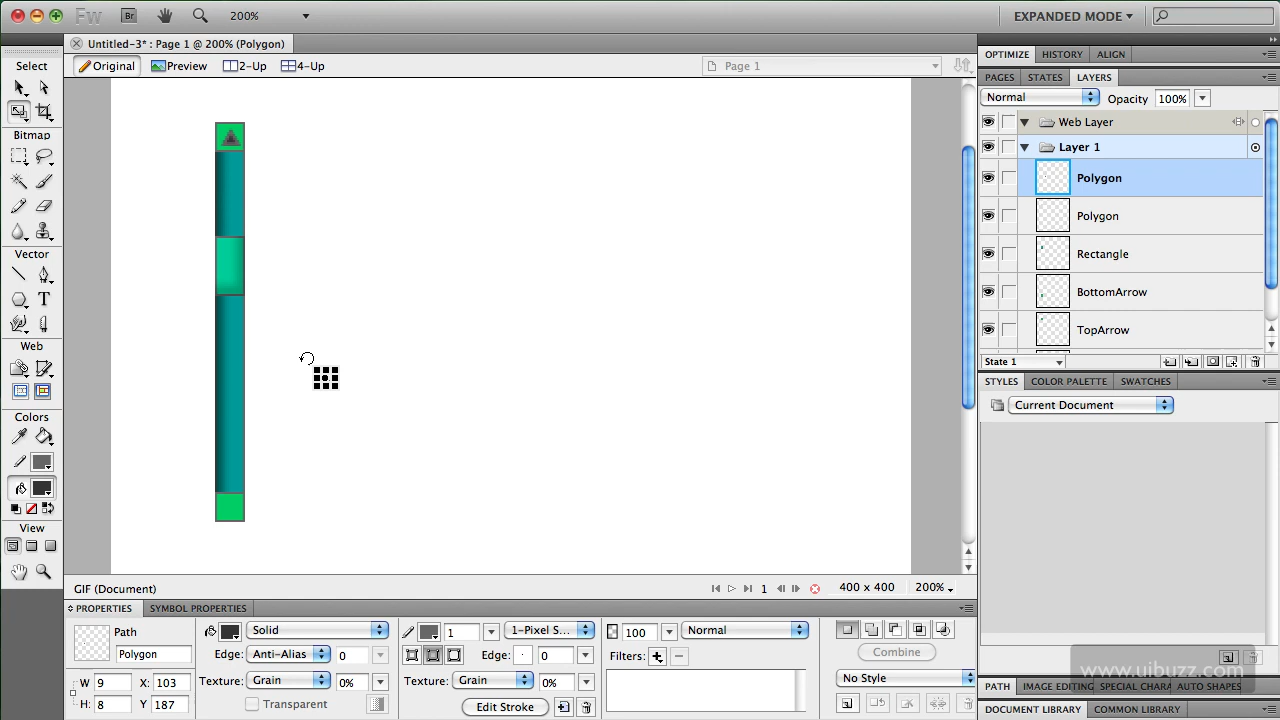 Fw Br 200% EXPANDED MODE
Untitled-3* : Page 1 @ 200% (Polygon)
Original Preview 2-Up 4-Up Page 1
Select
Bitmap
Vector
T
Web
Colors
View
OPTIMIZE HISTORY ALIGN
PAGES STATES LAYERS
Normal Opacity 100%
Web Layer
Layer 1
Polygon
Polygon
Rectangle
BottomArrow
TopArrow
State 1
STYLES COLOR PALETTE SWATCHES
Current Document
GIF (Document) 1 400 x 400 200%
PROPERTIES SYMBOL PROPERTIES
Path
Polygon
W 9 X: 103
H: 8 Y 187
Solid
Edge: Anti-Alias 0
Texture: Grain 0%
Transparent
1 1-Pixel S...
Edge: 0
Texture: Grain 0%
Edit Stroke
100 Normal
Filters:
Combine
No Style
www.uibuzz.com
PATH IMAGE EDITING SPECIAL CHARA AUTO SHAPES
DOCUMENT LIBRARY COMMON LIBRARY